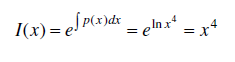 I(x) = e^{∫ p(x)dx} = e^{ln x^4} = x^4